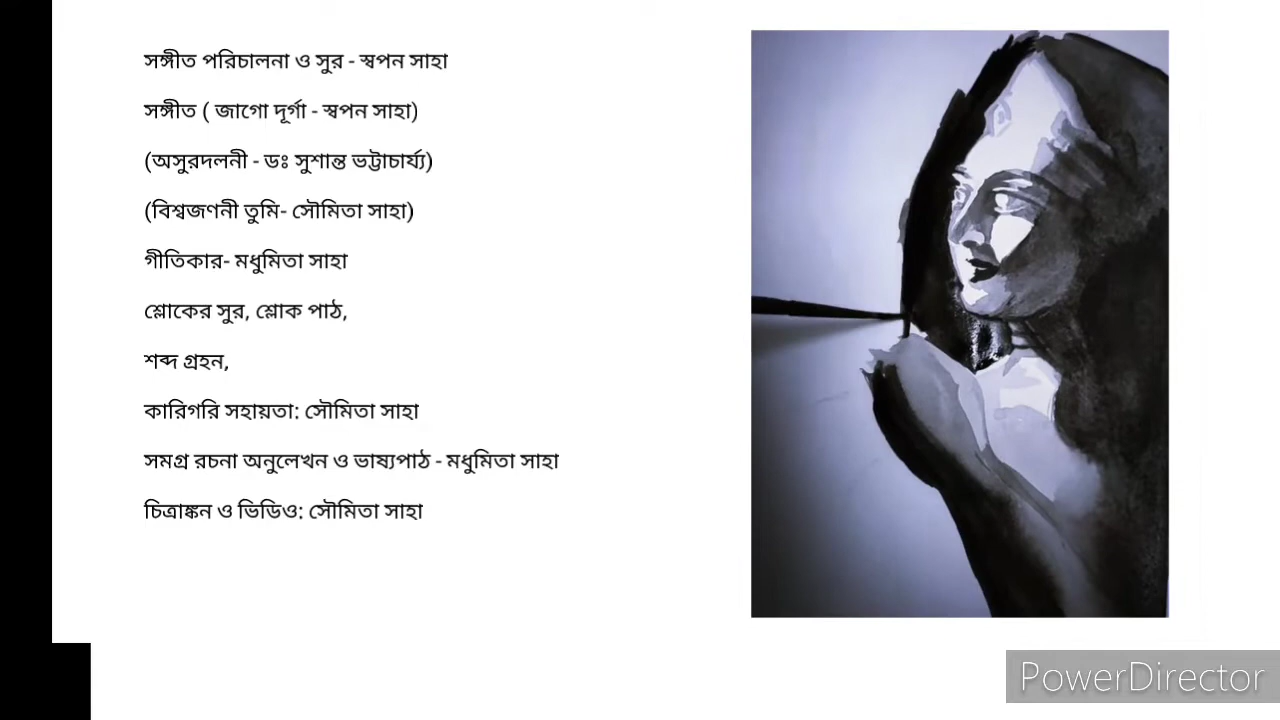 সঙ্গীত পরিচালনা ও সুর - স্বপন সাহা
সঙ্গীত ( জাগো দূর্গা - স্বপন সাহা)
(অসুরদলনী - ডঃ সুশান্ত ভট্টাচার্য্য)
(বিশ্বজণনী তুমি- সৌমিতা সাহা)
গীতিকার- মধুমিতা সাহা
শ্লোকের সুর, শ্লোক পাঠ,
শব্দ গ্রহন,
কারিগরি সহায়তা: সৌমিতা সাহা
সমগ্র রচনা অনুলেখন ও ভাষ্যপাঠ - মধুমিতা সাহা
চিত্রাঙ্কন ও ভিডিও: সৌমিতা সাহা
PowerDirector